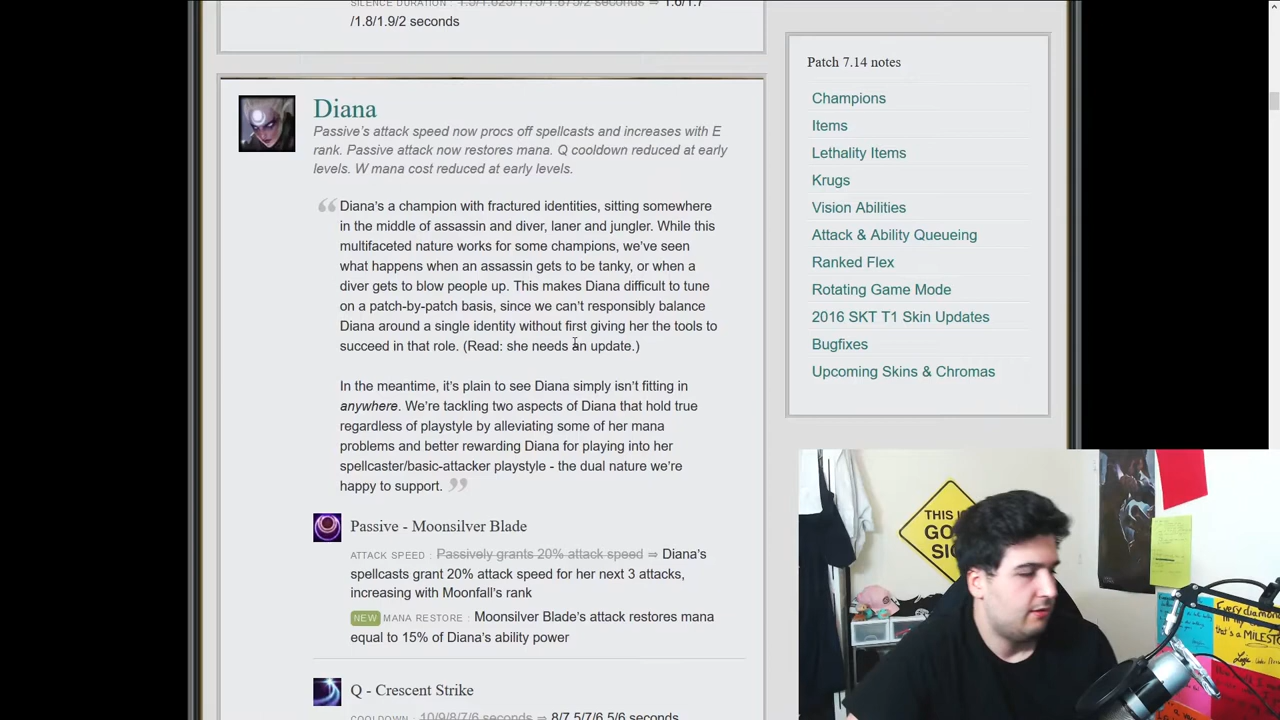 SILENCE DURATION : 1.5/1.625/1.75/1.875/2 seconds ⇒ 1.6/1.7
/1.8/1.9/2 seconds
Diana
Passive's attack speed now procs off spellcasts and increases with E
rank. Passive attack now restores mana. Q cooldown reduced at early
levels. W mana cost reduced at early levels.
“ Diana's a champion with fractured identities, sitting somewhere
in the middle of assassin and diver, laner and jungler. While this
multifaceted nature works for some champions, we've seen
what happens when an assassin gets to be tanky, or when a
diver gets to blow people up. This makes Diana difficult to tune
on a patch-by-patch basis, since we can't responsibly balance
Diana around a single identity without first giving her the tools to
succeed in that role. (Read: she needs an update.)
In the meantime, it's plain to see Diana simply isn't fitting in
anywhere. We're tackling two aspects of Diana that hold true
regardless of playstyle by alleviating some of her mana
problems and better rewarding Diana for playing into her
spellcaster/basic-attacker playstyle - the dual nature we're
happy to support. ”
Passive - Moonsilver Blade
ATTACK SPEED : Passively grants 20% attack speed ⇒ Diana's
spellcasts grant 20% attack speed for her next 3 attacks,
increasing with Moonfall's rank
NEW MANA RESTORE : Moonsilver Blade's attack restores mana
equal to 15% of Diana's ability power
Q - Crescent Strike
COOLDOWN : 10/9/8/7/6 seconds ⇒ 8/7.5/7/6.5/6 seconds
Patch 7.14 notes
Champions
Items
Lethality Items
Krugs
Vision Abilities
Attack & Ability Queueing
Ranked Flex
Rotating Game Mode
2016 SKT T1 Skin Updates
Bugfixes
Upcoming Skins & Chromas
THIS IS
GO
SI
Every diamon
that's a MILESTO
Logic